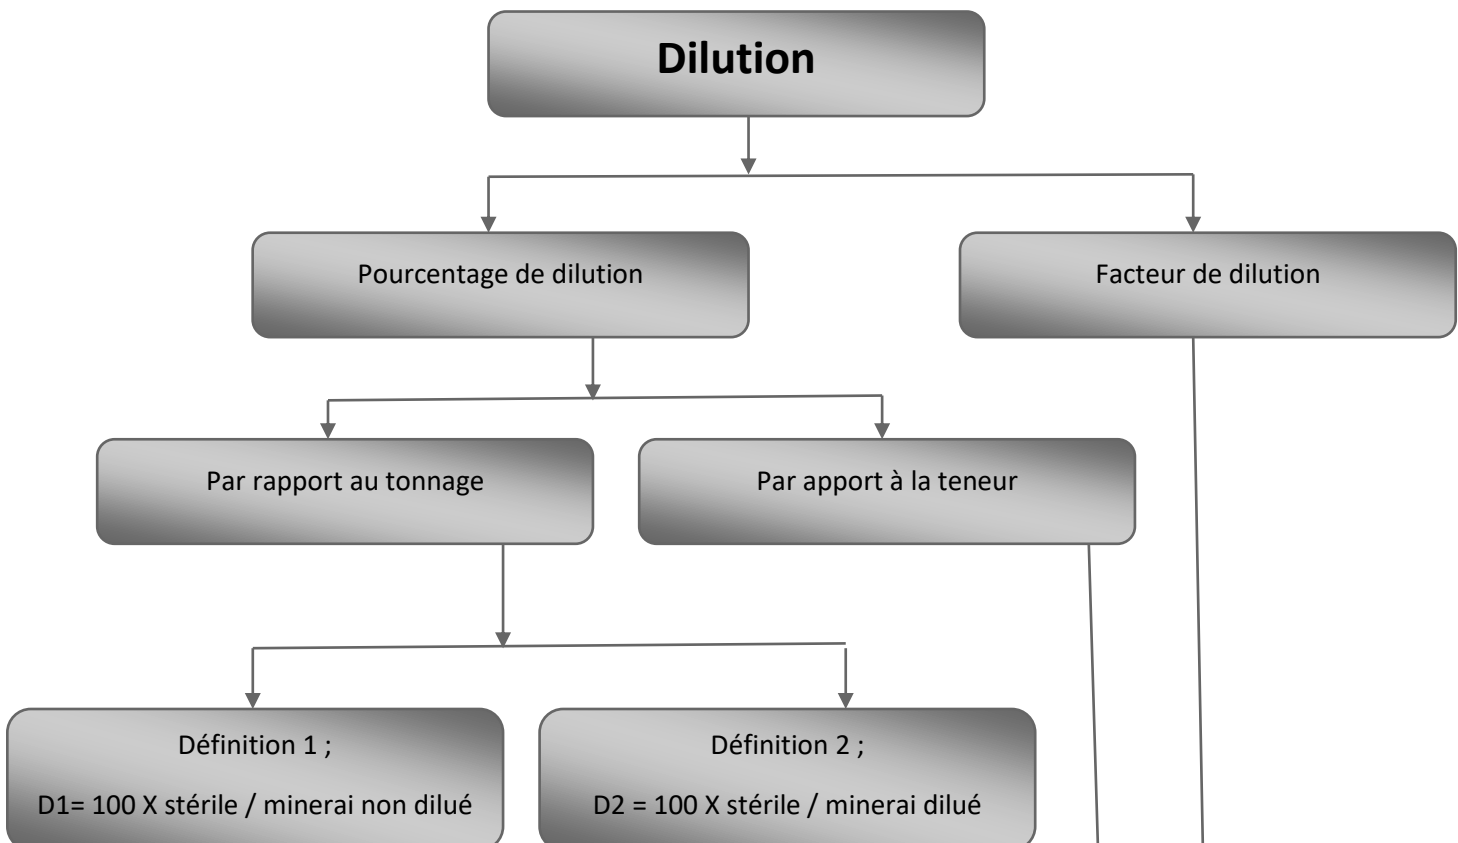 Dilution
Pourcentage de dilution
Facteur de dilution
Par rapport au tonnage
Par apport à la teneur
Définition 1 ;
D1= 100 X stérile / minerai non dilué
Définition 2 ;
D2 = 100 X stérile / minerai dilué